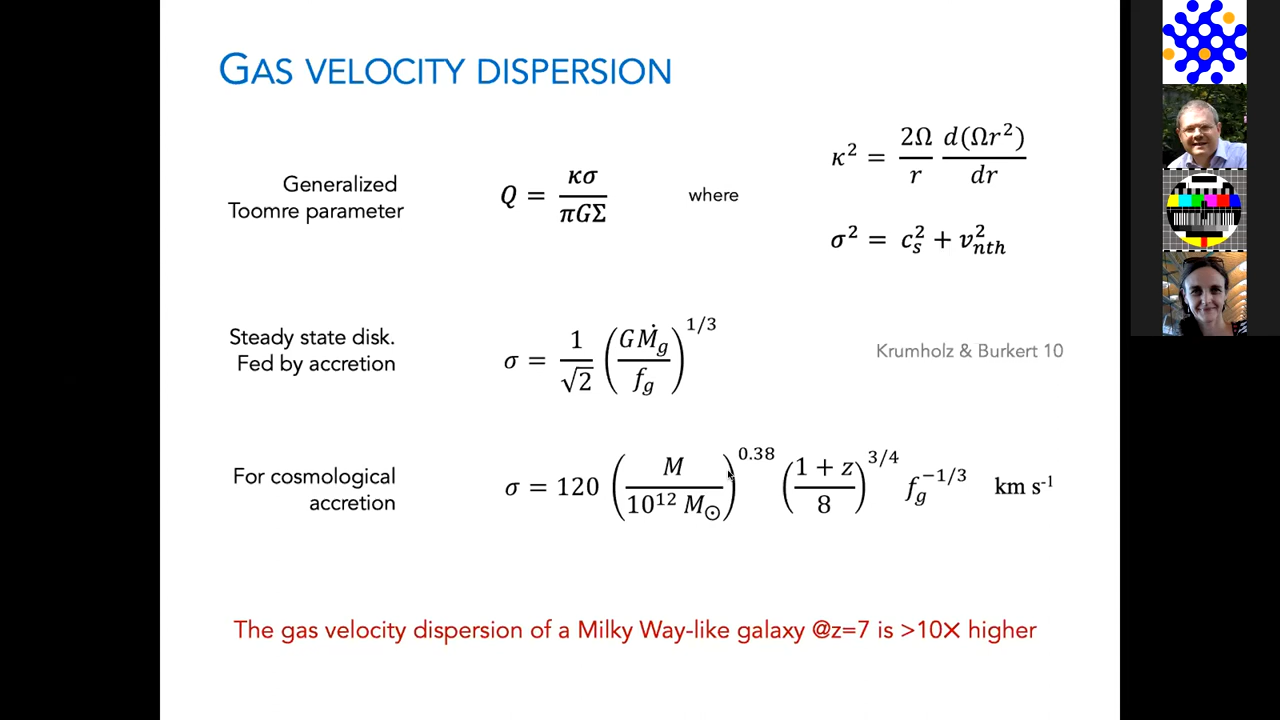 GAS VELOCITY DISPERSION
Generalized
Toomre parameter
Q = κσ / πGΣ
where
κ² = 2Ω/r d(Ωr²)/dr
σ² = c_s² + v_nth²
Steady state disk.
Fed by accretion
σ = 1/√2 (GṀ_g / f_g)^1/3
Krumholz & Burkert 10
For cosmological
accretion
σ = 120 (M / 10¹² M_⊙)^0.38 ((1 + z) / 8)^3/4 f_g^−1/3 km s⁻¹
The gas velocity dispersion of a Milky Way-like galaxy @z=7 is >10✕ higher